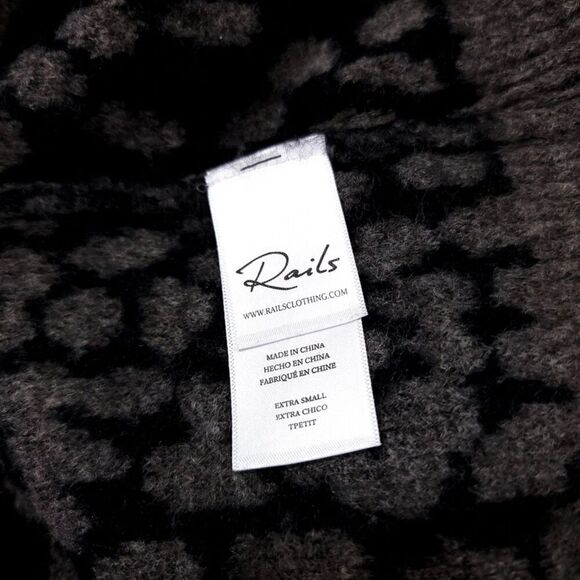 Rails
WWW.RAILSCLOTHING.COM
MADE IN CHINA
HECHO EN CHINA
FABRIQUÉ EN CHINE
EXTRA SMALL
EXTRA CHICO
TPETIT